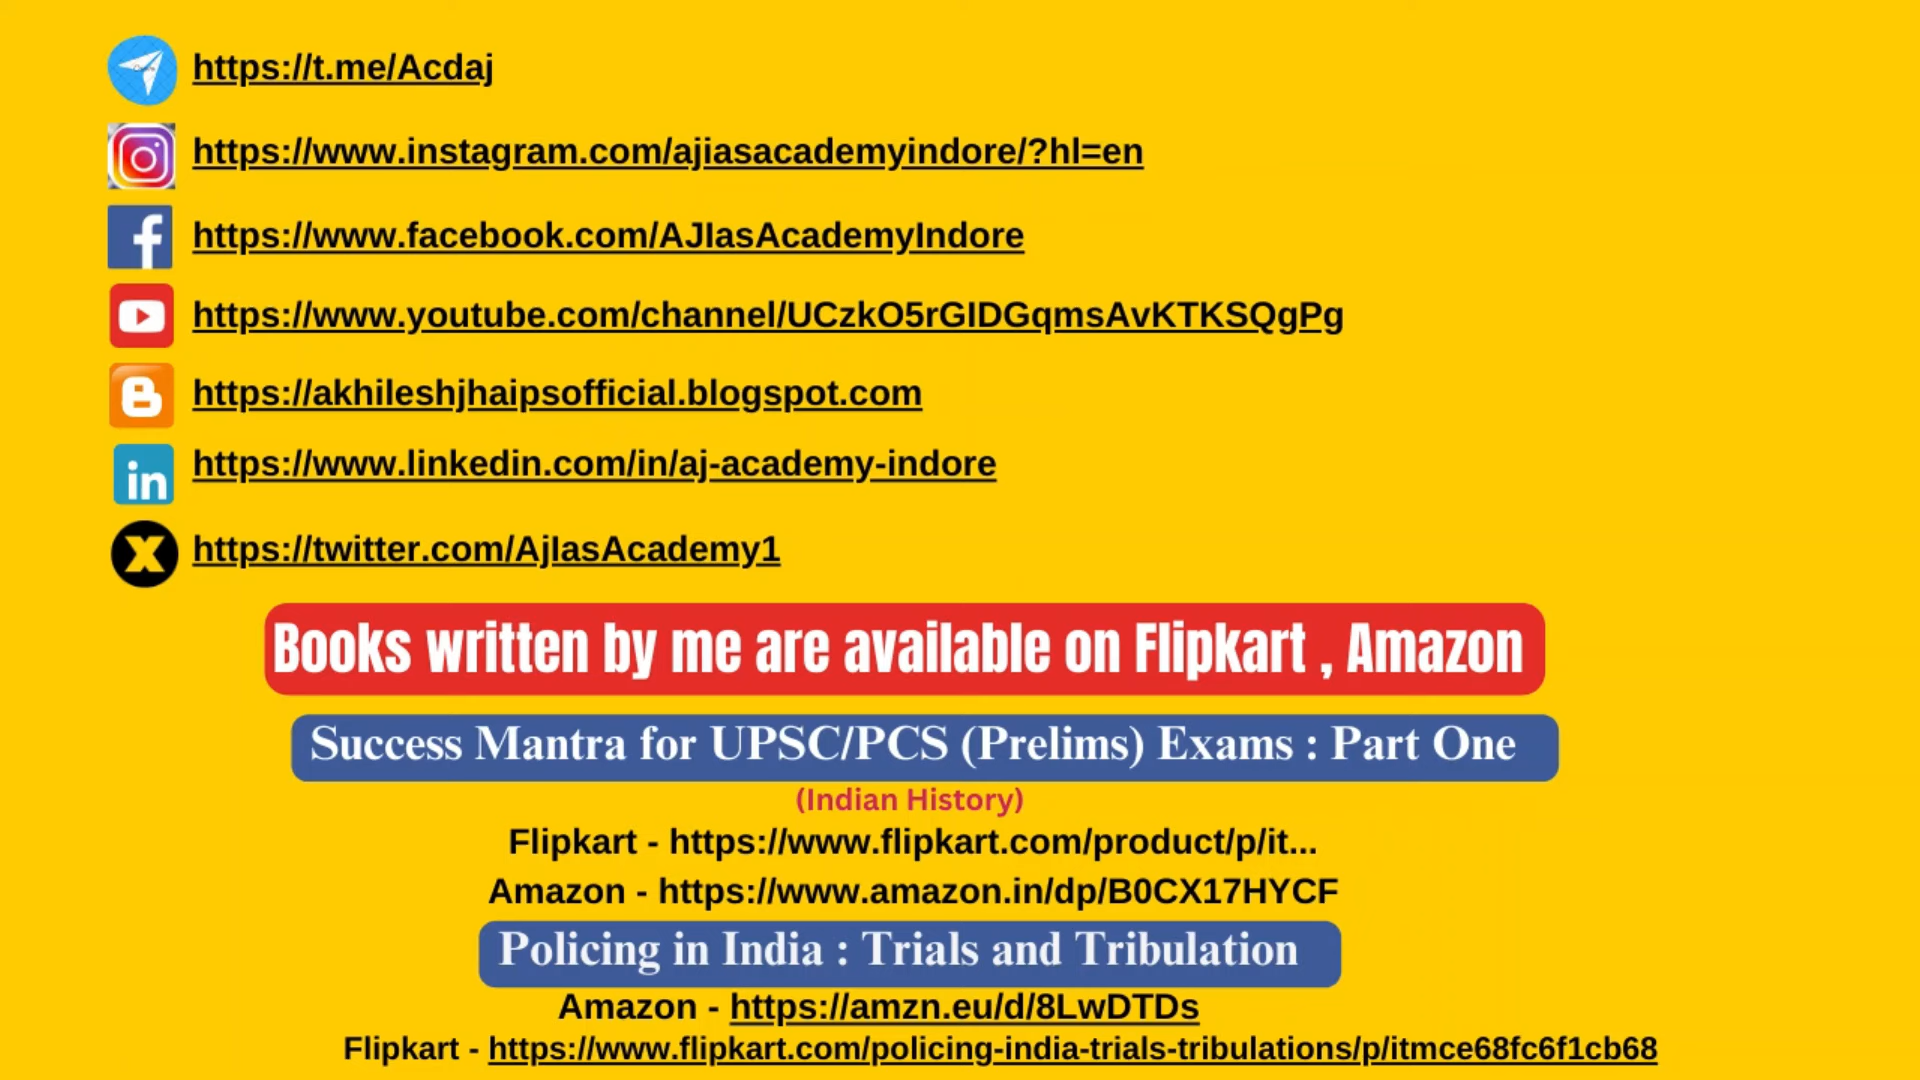 https://t.me/Acdaj
https://www.instagram.com/ajiasacademyindore/?hl=en
https://www.facebook.com/AJIasAcademyIndore
https://www.youtube.com/channel/UCzkO5rGIDGqmsAvKTKSQgPg
https://akhileshjhaipsofficial.blogspot.com
https://www.linkedin.com/in/aj-academy-indore
https://twitter.com/AjIasAcademy1
Books written by me are available on Flipkart , Amazon
Success Mantra for UPSC/PCS (Prelims) Exams : Part One
(Indian History)
Flipkart - https://www.flipkart.com/product/p/it...
Amazon - https://www.amazon.in/dp/B0CX17HYCF
Policing in India : Trials and Tribulation
Amazon - https://amzn.eu/d/8LwDTDs
Flipkart - https://www.flipkart.com/policing-india-trials-tribulations/p/itmce68fc6f1cb68